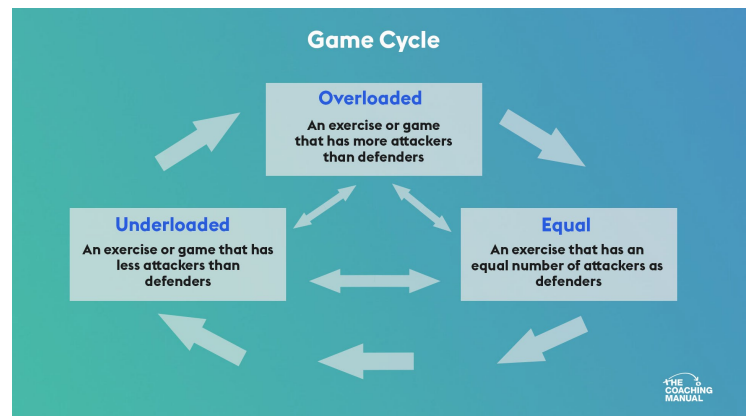 Game Cycle
Overloaded
An exercise or game
that has more attackers
than defenders
Underloaded
An exercise or game that has
less attackers than
defenders
Equal
An exercise that has an
equal number of attackers as
defenders
THE
COACHING
MANUAL